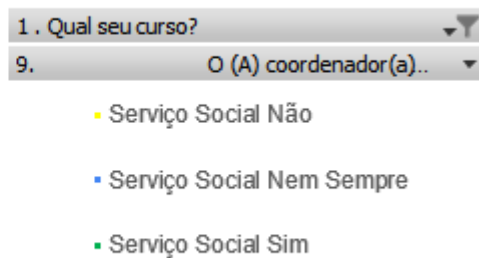 1 . Qual seu curso?
9. O (A) coordenador(a)..
Serviço Social Não
Serviço Social Nem Sempre
Serviço Social Sim